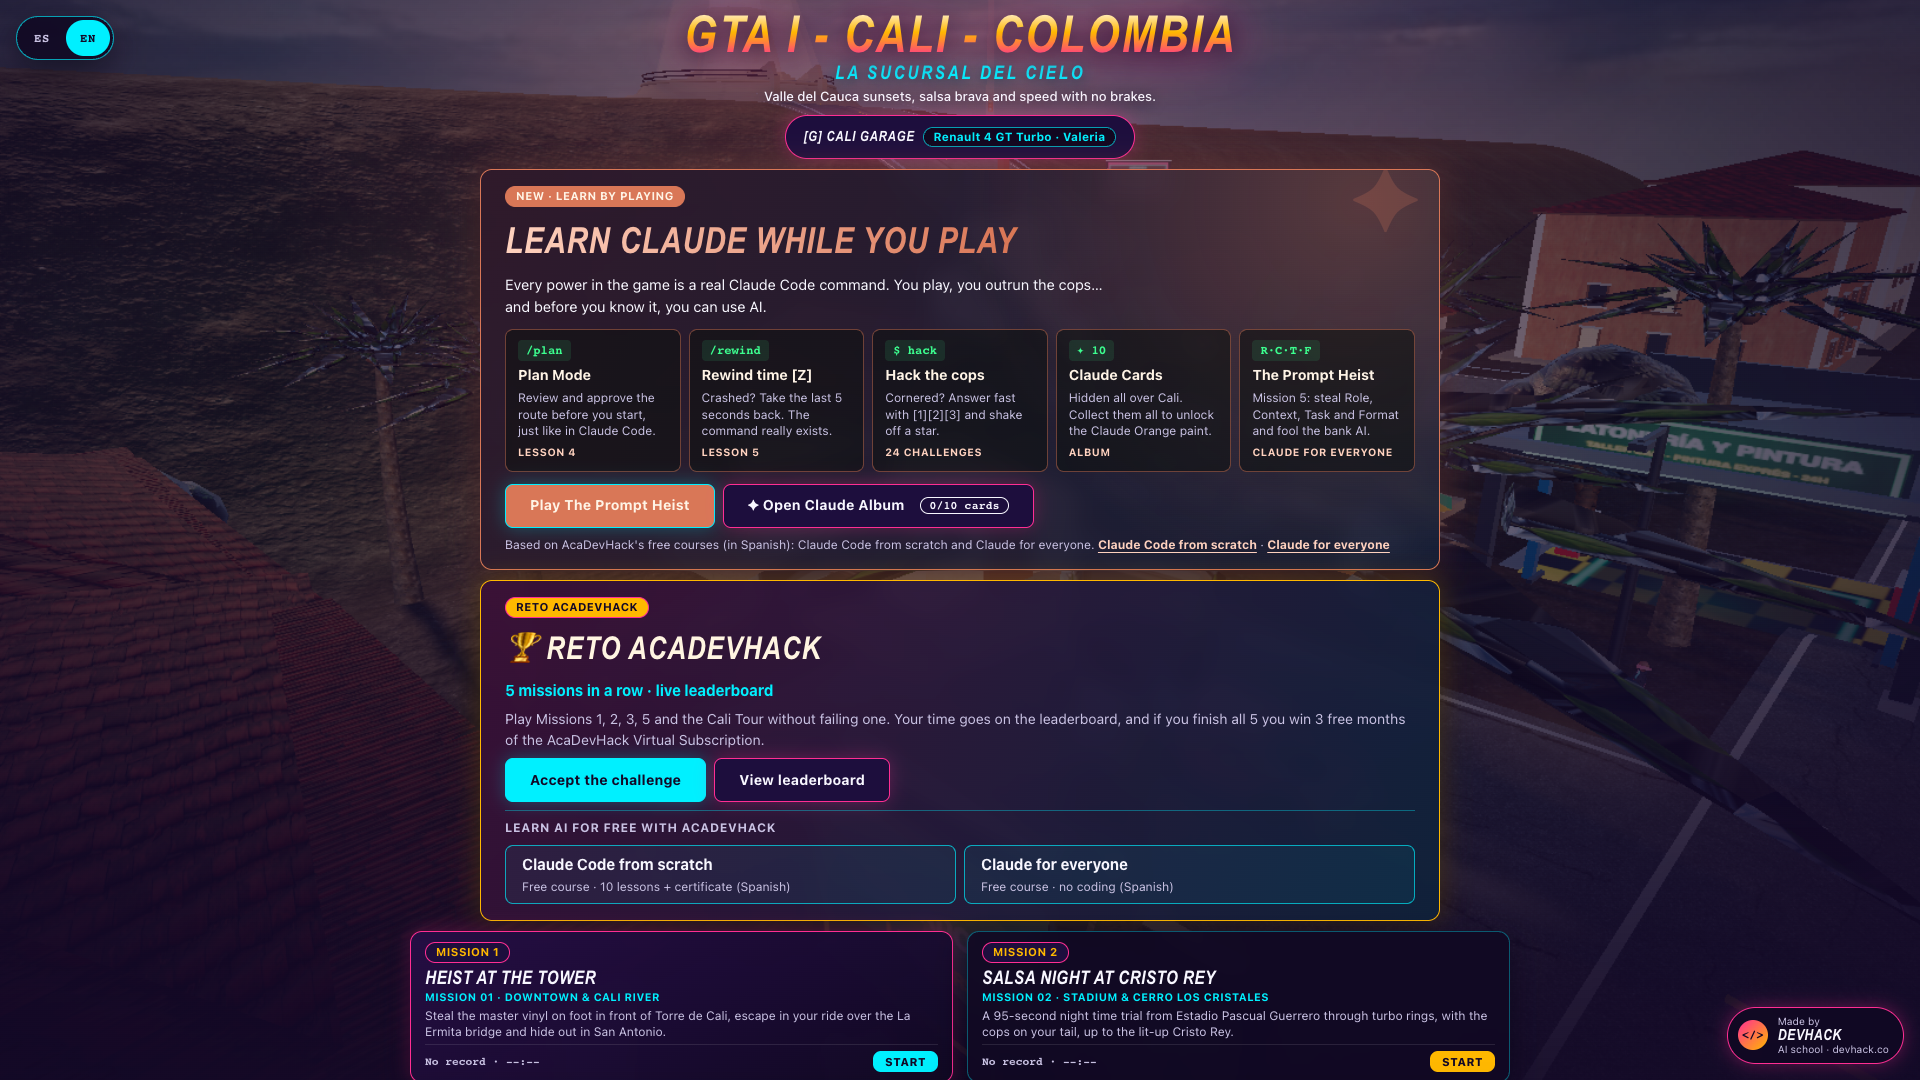 ES EN
GTA I - CALI - COLOMBIA
LA SUCURSAL DEL CIELO
Valle del Cauca sunsets, salsa brava and speed with no brakes.
[G] CALI GARAGE Renault 4 GT Turbo · Valeria
NEW · LEARN BY PLAYING
LEARN CLAUDE WHILE YOU PLAY
Every power in the game is a real Claude Code command. You play, you outrun the cops...
and before you know it, you can use AI.
/plan
Plan Mode
Review and approve the
route before you start,
just like in Claude Code.
LESSON 4
/rewind
Rewind time [Z]
Crashed? Take the last 5
seconds back. The
command really exists.
LESSON 5
$ hack
Hack the cops
Cornered? Answer fast
with [1][2][3] and shake
off a star.
24 CHALLENGES
✦ 10
Claude Cards
Hidden all over Cali.
Collect them all to unlock
the Claude Orange paint.
ALBUM
R·C·T·F
The Prompt Heist
Mission 5: steal Role,
Context, Task and Format
and fool the bank AI.
CLAUDE FOR EVERYONE
Play The Prompt Heist
✦ Open Claude Album 0/10 cards
Based on AcaDevHack's free courses (in Spanish): Claude Code from scratch and Claude for everyone. Claude Code from scratch · Claude for everyone
RETO ACADEVHACK
🏆 RETO ACADEVHACK
5 missions in a row · live leaderboard
Play Missions 1, 2, 3, 5 and the Cali Tour without failing one. Your time goes on the leaderboard, and if you finish all 5 you win 3 free months
of the AcaDevHack Virtual Subscription.
Accept the challenge
View leaderboard
LEARN AI FOR FREE WITH ACADEVHACK
Claude Code from scratch
Free course · 10 lessons + certificate (Spanish)
Claude for everyone
Free course · no coding (Spanish)
MISSION 1
HEIST AT THE TOWER
MISSION 01 · DOWNTOWN & CALI RIVER
Steal the master vinyl on foot in front of Torre de Cali, escape in your ride over the La
Ermita bridge and hide out in San Antonio.
No record · --:--
START
MISSION 2
SALSA NIGHT AT CRISTO REY
MISSION 02 · STADIUM & CERRO LOS CRISTALES
A 95-second night time trial from Estadio Pascual Guerrero through turbo rings, with the
cops on your tail, up to the lit-up Cristo Rey.
No record · --:--
START
PINTURA
</> Made by
DEVHACK
AI school · devhack.co